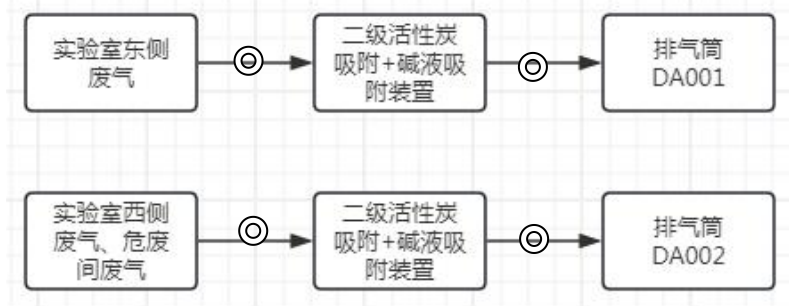 实验室东侧
废气
二级活性炭
吸附+碱液吸
附装置
排气筒
DA001
实验室西侧
废气、危废
间废气
二级活性炭
吸附+碱液吸
附装置
排气筒
DA002